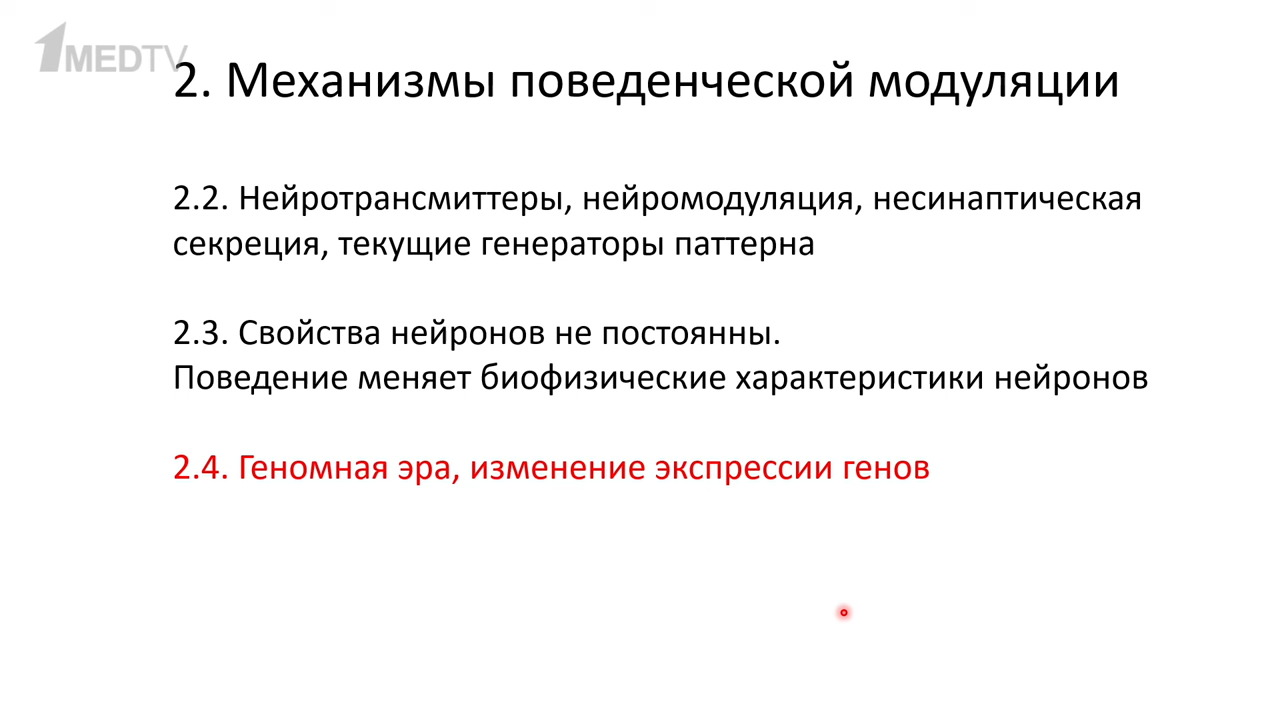 1MEDTV
2. Механизмы поведенческой модуляции
2.2. Нейротрансмиттеры, нейромодуляция, несинаптическая
секреция, текущие генераторы паттерна
2.3. Свойства нейронов не постоянны.
Поведение меняет биофизические характеристики нейронов
2.4. Геномная эра, изменение экспрессии генов